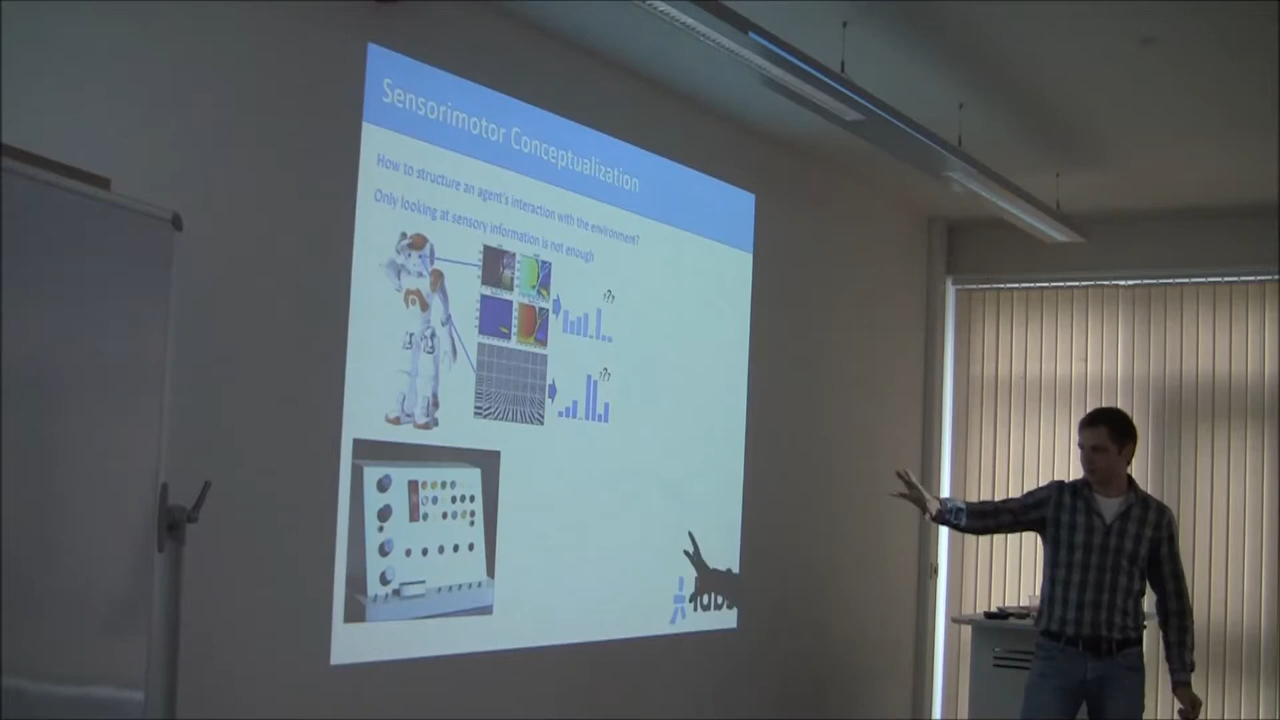 Sensorimotor Conceptualization
How to structure an agent's interaction with the environment?
Only looking at sensory information is not enough
???
???
labs